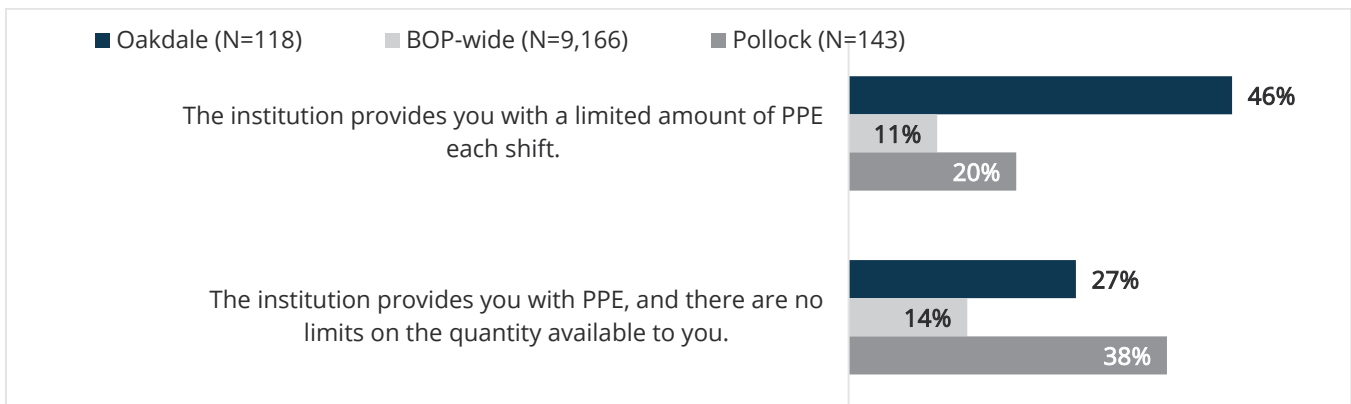 Oakdale (N=118) BOP-wide (N=9,166) Pollock (N=143)
The institution provides you with a limited amount of PPE
each shift.
46%
11%
20%
The institution provides you with PPE, and there are no
limits on the quantity available to you.
27%
14%
38%